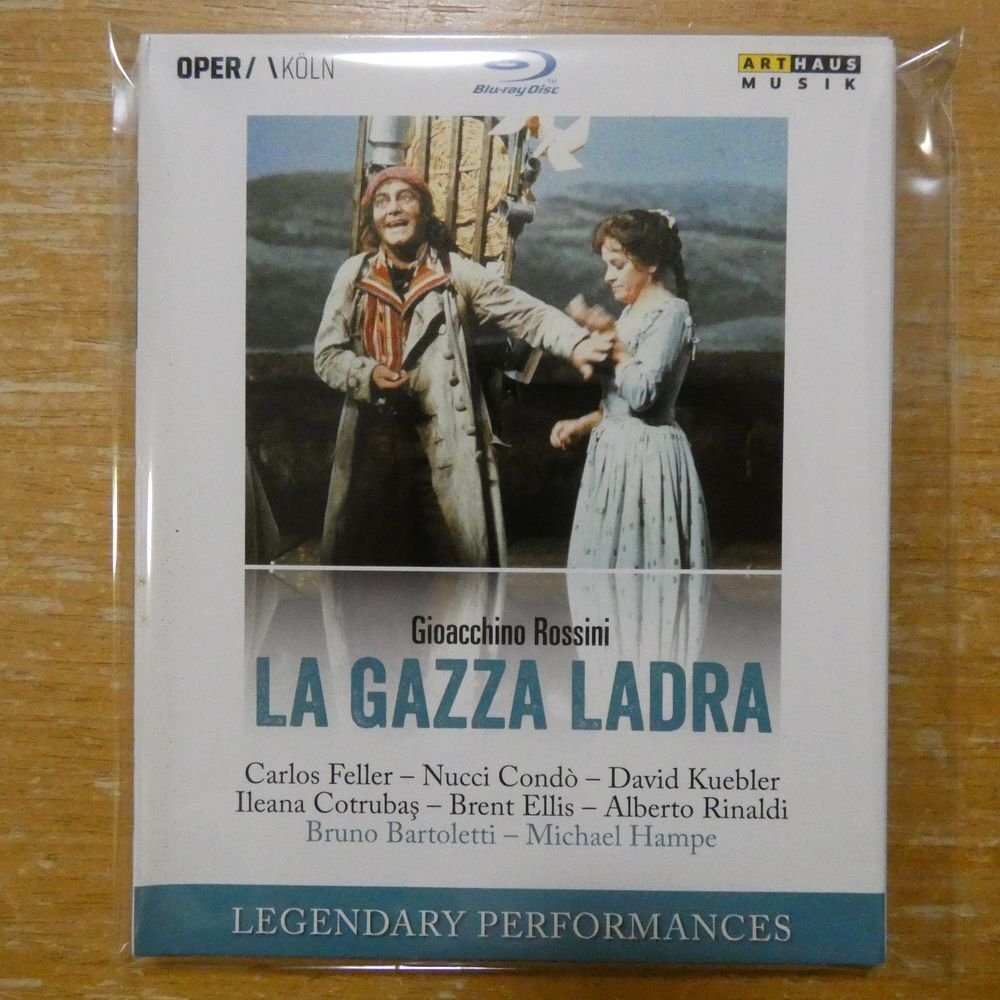 OPER/ \KÖLN
Blu-ray Disc™
ARTHAUS
MUSIK
Gioacchino Rossini
LA GAZZA LADRA
Carlos Feller – Nucci Condò – David Kuebler
Ileana Cotrubaş – Brent Ellis – Alberto Rinaldi
Bruno Bartoletti – Michael Hampe
LEGENDARY PERFORMANCES